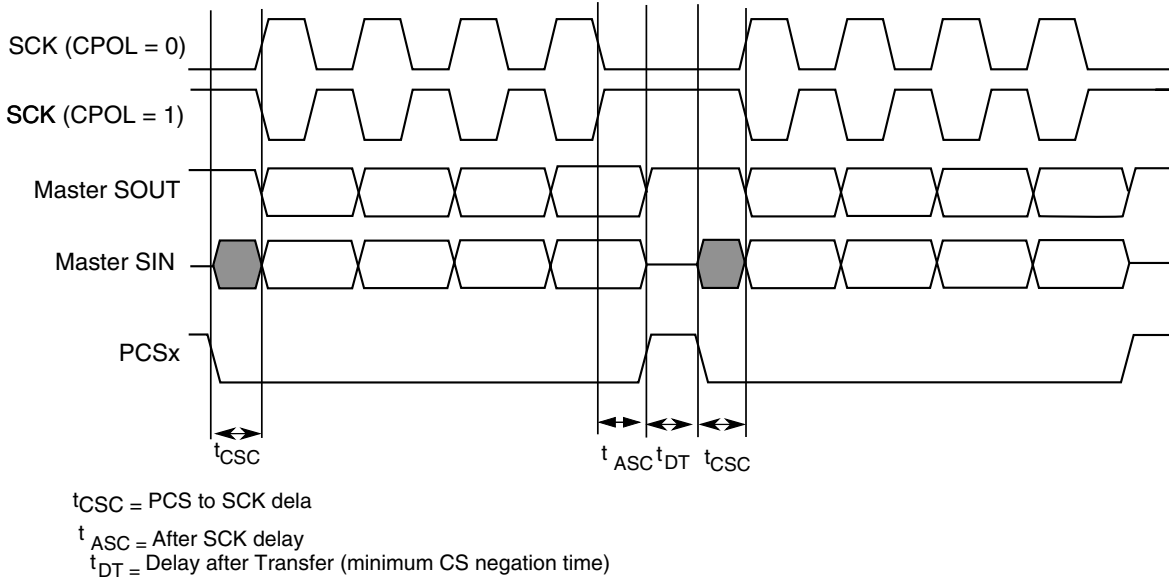 SCK (CPOL = 0)
SCK (CPOL = 1)
Master SOUT
Master SIN
PCSx
tCSC
t ASC
tDT
tCSC
tCSC = PCS to SCK dela
t ASC = After SCK delay
tDT = Delay after Transfer (minimum CS negation time)